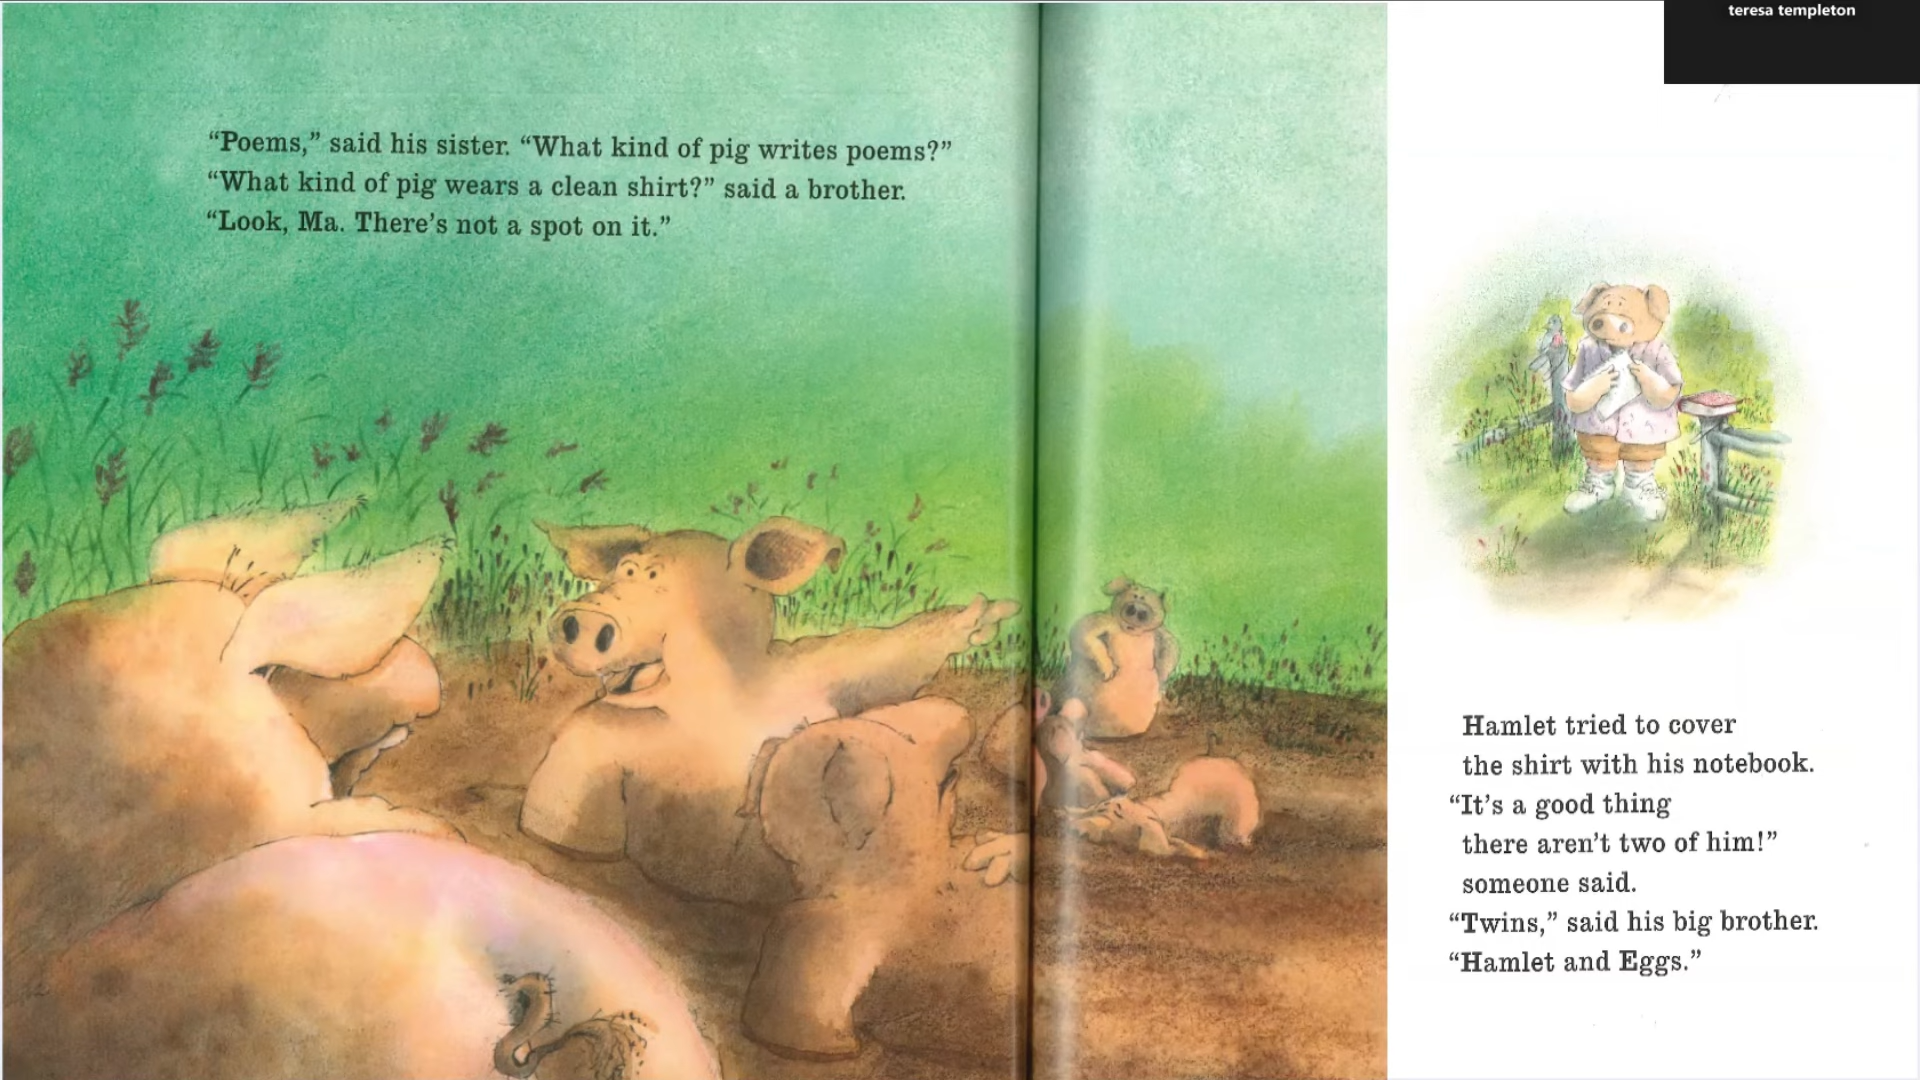 “Poems,” said his sister. “What kind of pig writes poems?”
“What kind of pig wears a clean shirt?” said a brother.
“Look, Ma. There’s not a spot on it.”
Hamlet tried to cover
the shirt with his notebook.
“It’s a good thing
there aren’t two of him!”
someone said.
“Twins,” said his big brother.
“Hamlet and Eggs.”
teresa templeton